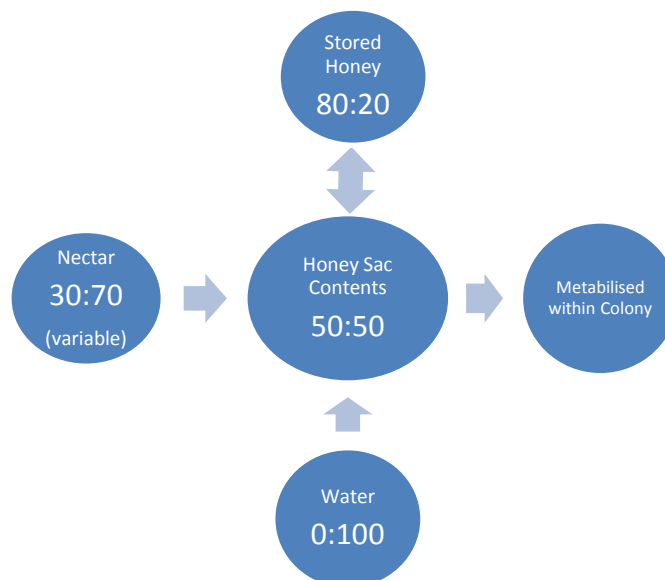 Stored
Honey
80:20
Nectar
30:70
(variable)
Honey Sac
Contents
50:50
Metabilised
within Colony
Water
0:100